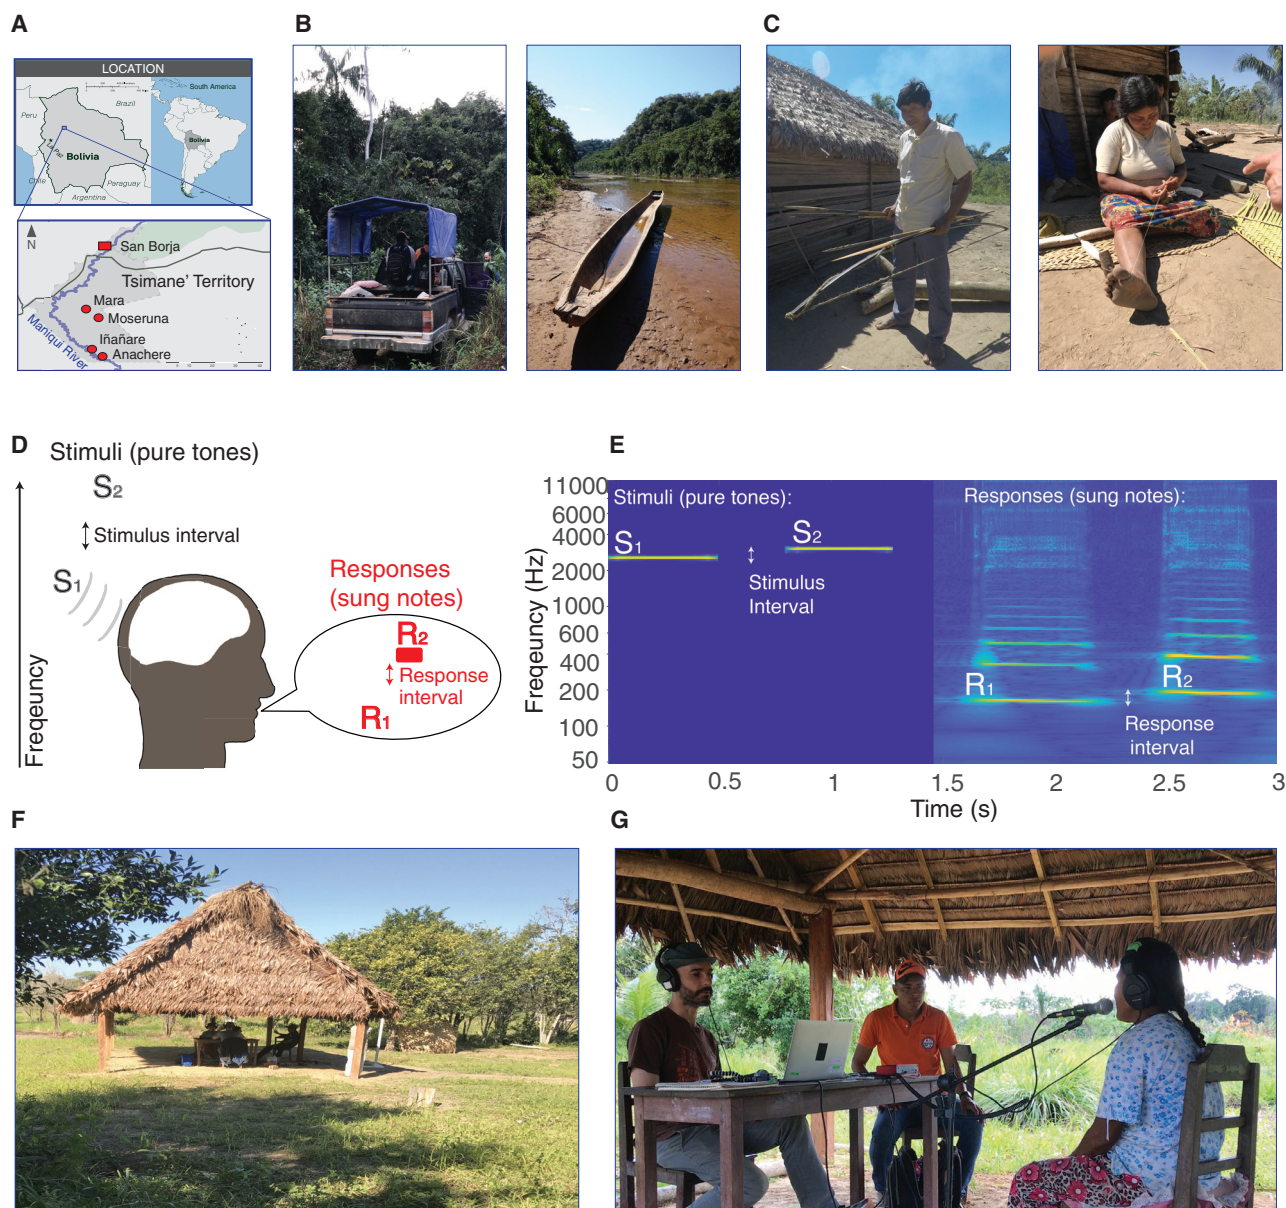 A
B
C
LOCATION
South America
Brazil
Peru
Bolivia
La Paz
Bolivia
Chile
Paraguay
Argentina
N
San Borja
Tsimane' Territory
Mara
Moseruna
Iñañare
Anachere
Maniqui River
D
Stimuli (pure tones)
S2
Stimulus interval
S1
Responses
(sung notes)
R2
Response
interval
R1
Freqeuncy
E
Freqeuncy (Hz)
11000
6000
4000
2000
1000
600
400
200
100
50
Stimuli (pure tones):
S1
S2
Stimulus
Interval
Responses (sung notes):
R1
R2
Response
interval
0
0.5
1
1.5
2
2.5
3
Time (s)
F
G